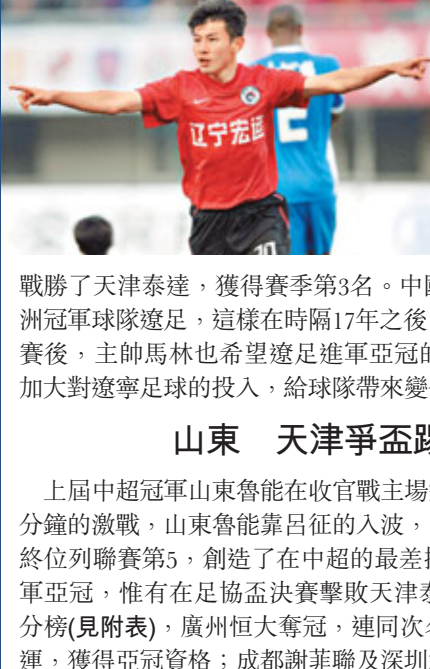 辽宁宏运
10
2
戰勝了天津泰達，獲得賽季第3名。中國
洲冠軍球隊遼足，這樣在時隔17年之後
賽後，主帥馬林也希望遼足進軍亞冠的
加大對遼寧足球的投入，給球隊帶來變
山東　天津爭盃踢
上屆中超冠軍山東魯能在收官戰主場
分鐘的激戰，山東魯能靠呂征的入波，
終位列聯賽第5，創造了在中超的最差
軍亞冠，惟有在足協盃決賽擊敗天津泰
分榜(見附表)，廣州恒大奪冠，連同次名
運，獲得亞冠資格；成都謝菲聯及深圳